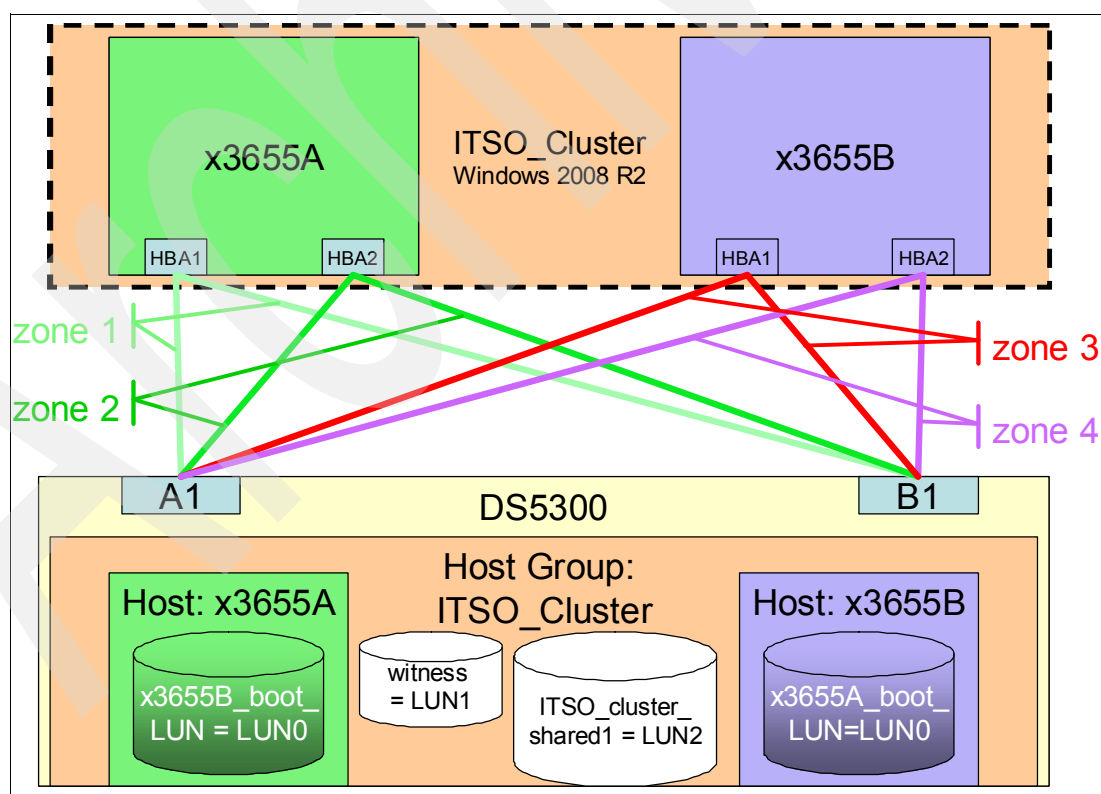 x3655A
ITSO_Cluster
Windows 2008 R2
x3655B
HBA1
HBA2
HBA1
HBA2
zone 1
zone 2
zone 3
zone 4
A1
DS5300
B1
Host Group:
ITSO_Cluster
Host: x3655A
Host: x3655B
x3655B_boot_
LUN = LUN0
witness
= LUN1
ITSO_cluster_
shared1 = LUN2
x3655A_boot_
LUN=LUN0